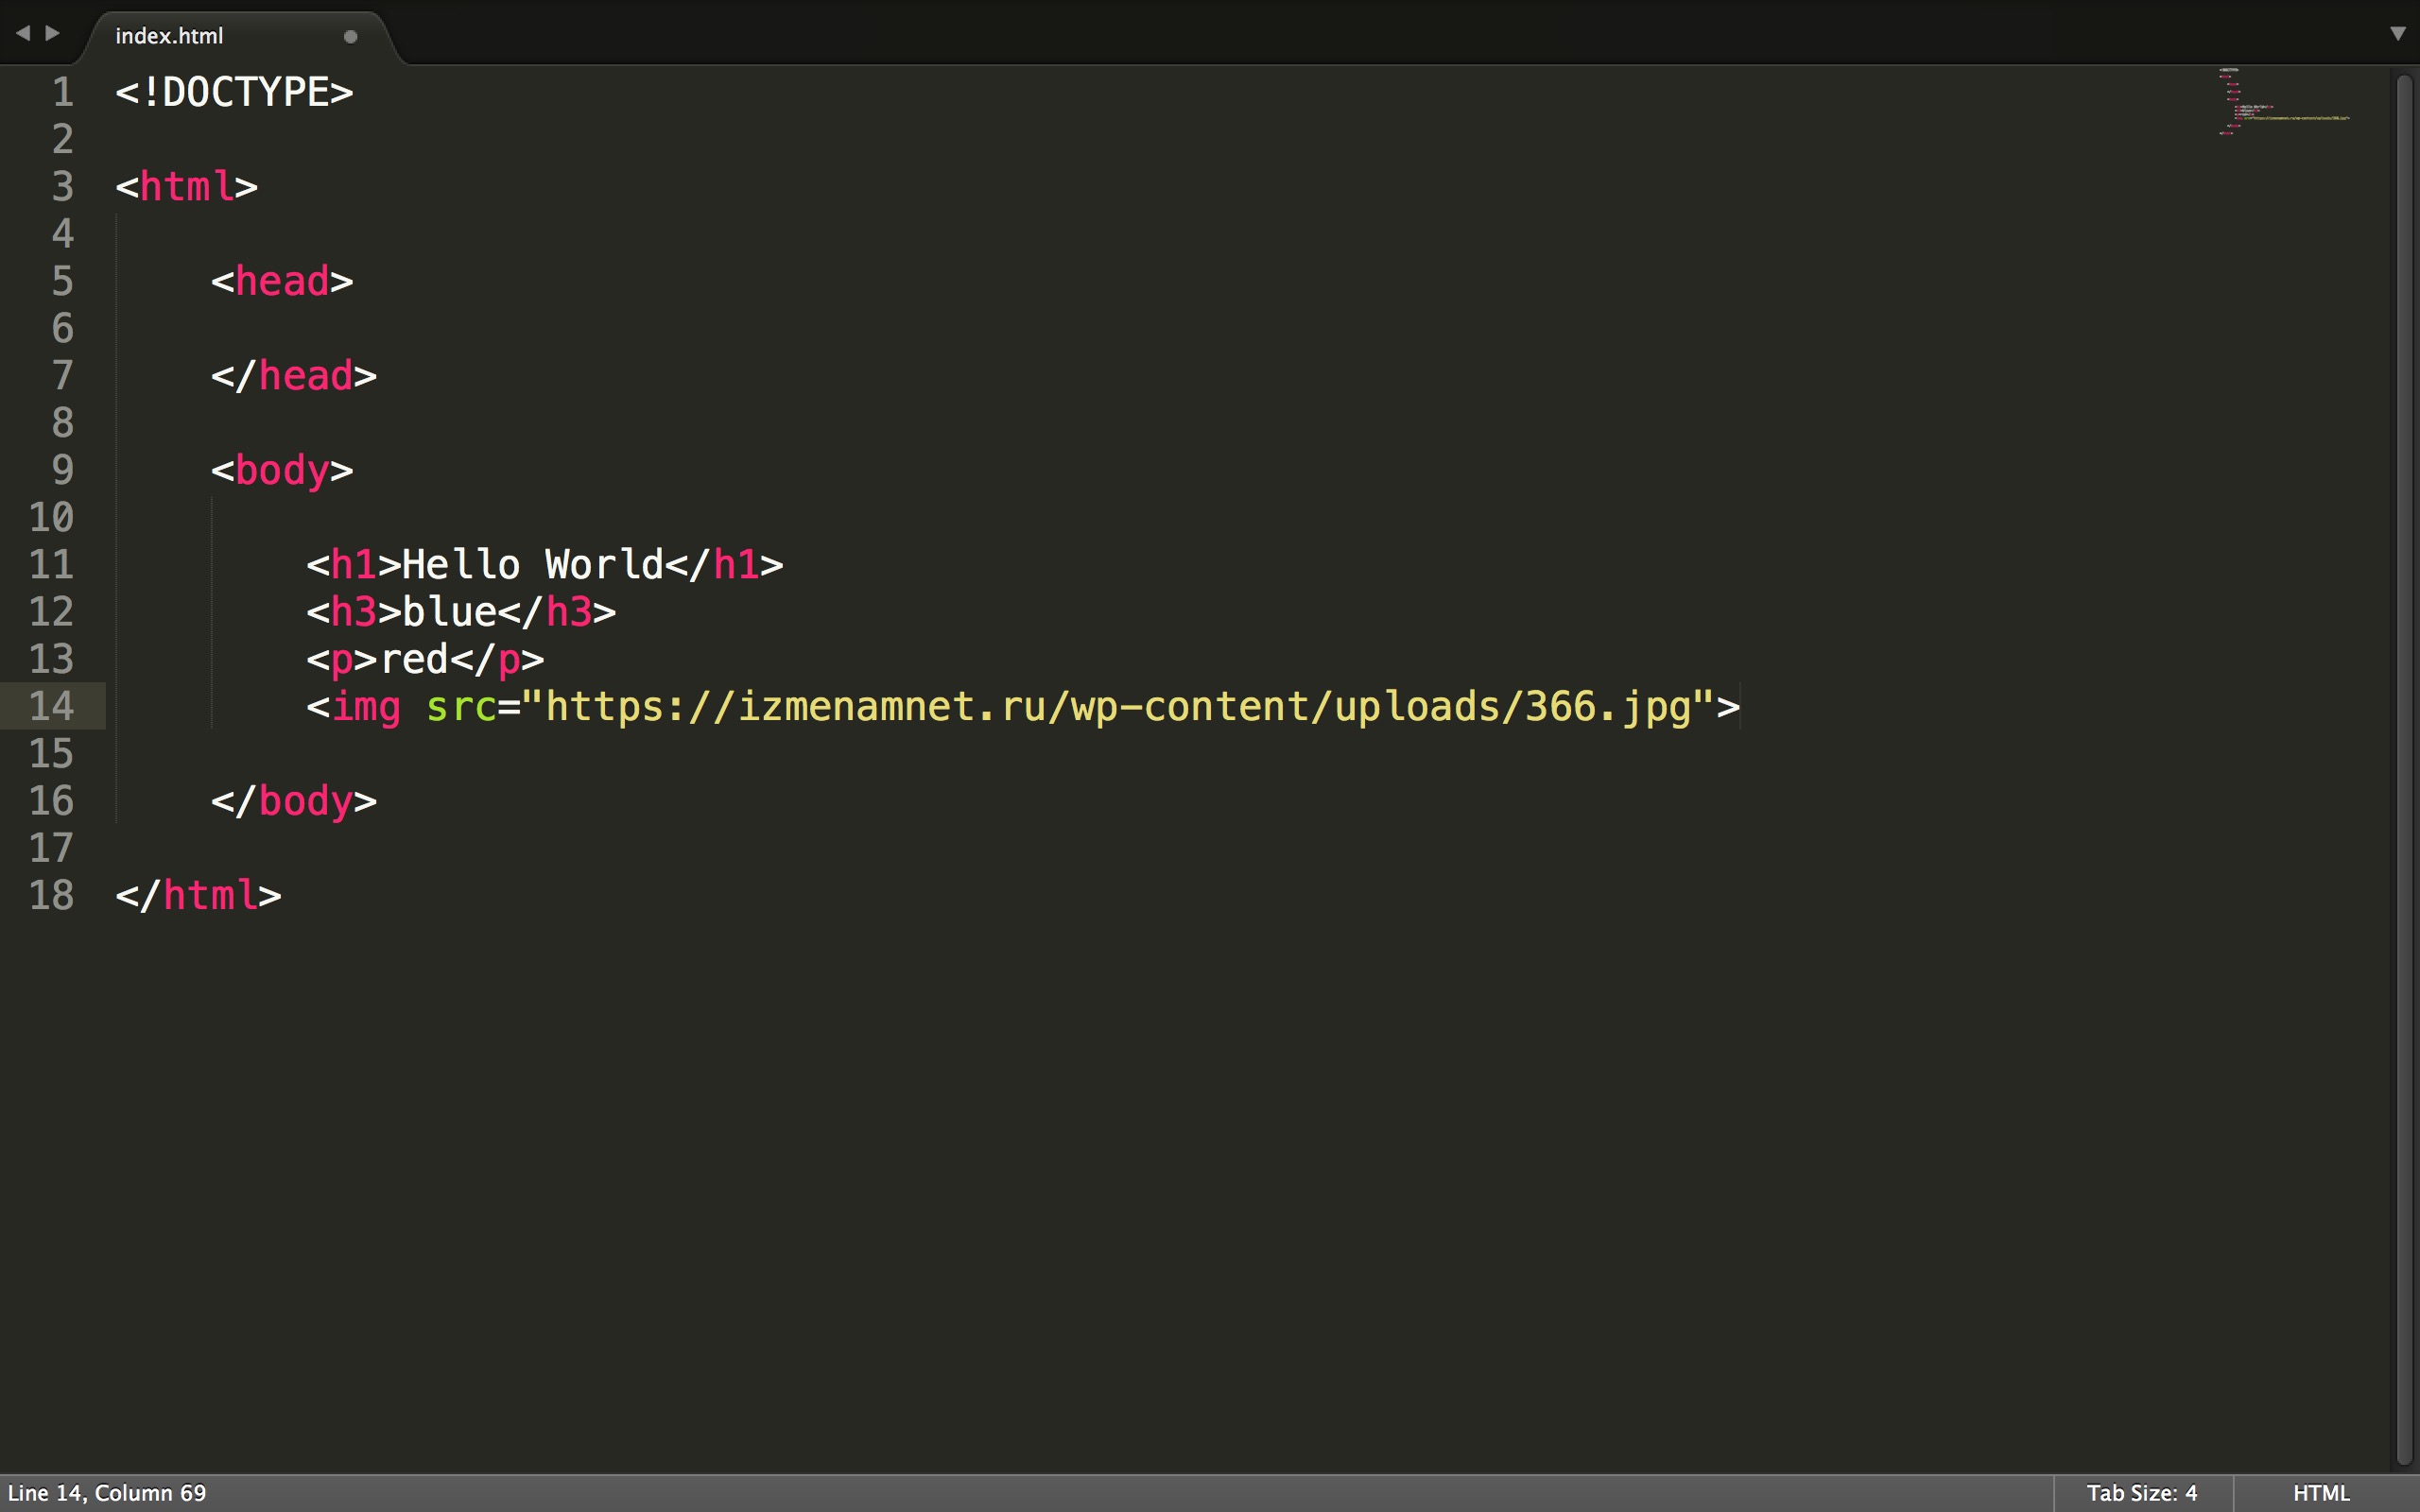 index.html
1 <!DOCTYPE>
2
3 <html>
4
5     <head>
6
7     </head>
8
9     <body>
10
11         <h1>Hello World</h1>
12         <h3>blue</h3>
13         <p>red</p>
14         <img src="https://izmenamnet.ru/wp-content/uploads/366.jpg">
15
16     </body>
17
18 </html>
Line 14, Column 69
Tab Size: 4
HTML